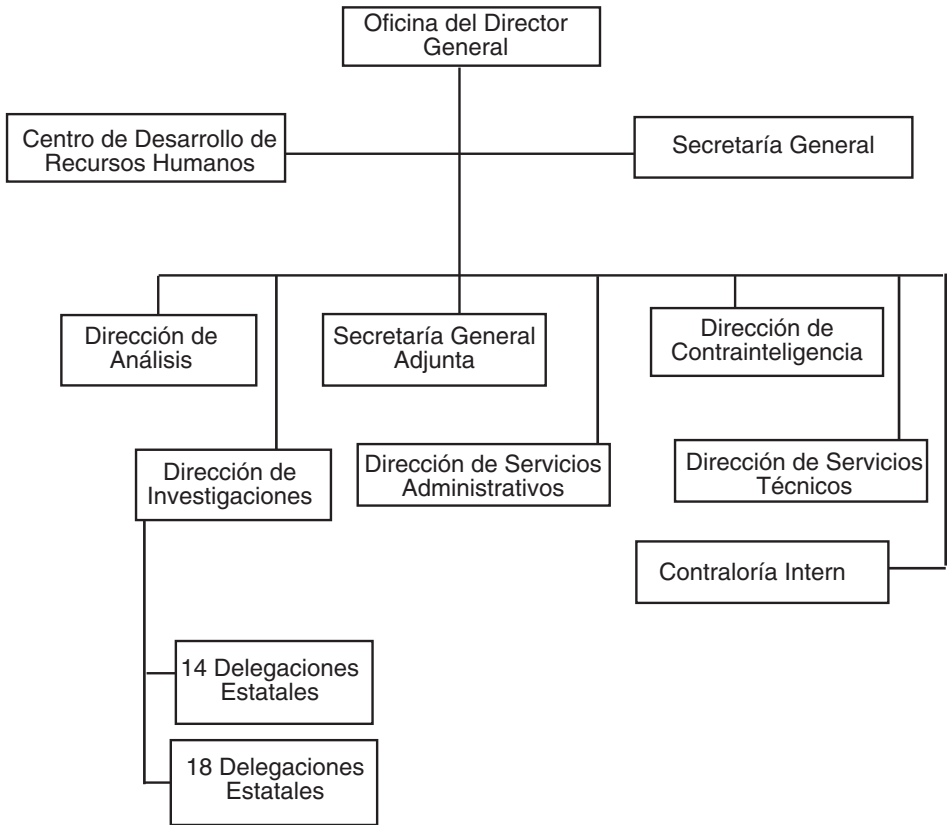 Oficina del Director
General
Centro de Desarrollo de
Recursos Humanos
Secretaría General
Dirección de
Análisis
Secretaría General
Adjunta
Dirección de
Contrainteligencia
Dirección de
Investigaciones
Dirección de Servicios
Administrativos
Dirección de Servicios
Técnicos
Contraloría Intern
14 Delegaciones
Estatales
18 Delegaciones
Estatales